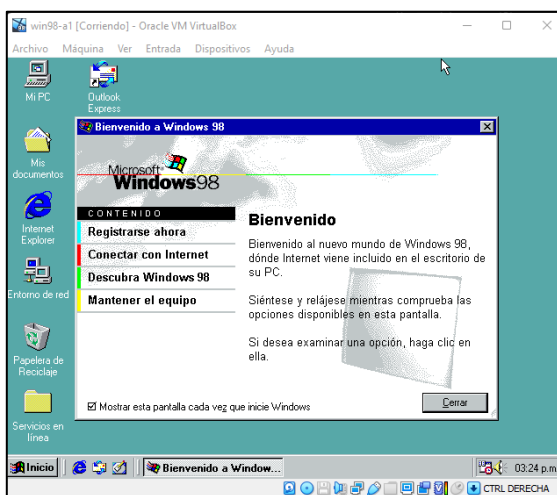 win98-a1 [Corriendo] - Oracle VM VirtualBox
Archivo Máquina Ver Entrada Dispositivos Ayuda
Mi PC
Outlook
Express
Mis
documentos
Internet
Explorer
Entorno de red
Papelera de
Reciclaje
Servicios en
línea
Bienvenido a Windows 98
Microsoft
Windows98
CONTENIDO
Registrarse ahora
Conectar con Internet
Descubra Windows 98
Mantener el equipo
Bienvenido
Bienvenido al nuevo mundo de Windows 98,
dónde Internet viene incluido en el escritorio de
su PC.
Siéntese y relájese mientras comprueba las
opciones disponibles en esta pantalla.
Si desea examinar una opción, haga clic en
ella.
Mostrar esta pantalla cada vez que inicie Windows
Cerrar
Inicio
Bienvenido a Window...
03:24 p.m.
CTRL DERECHA